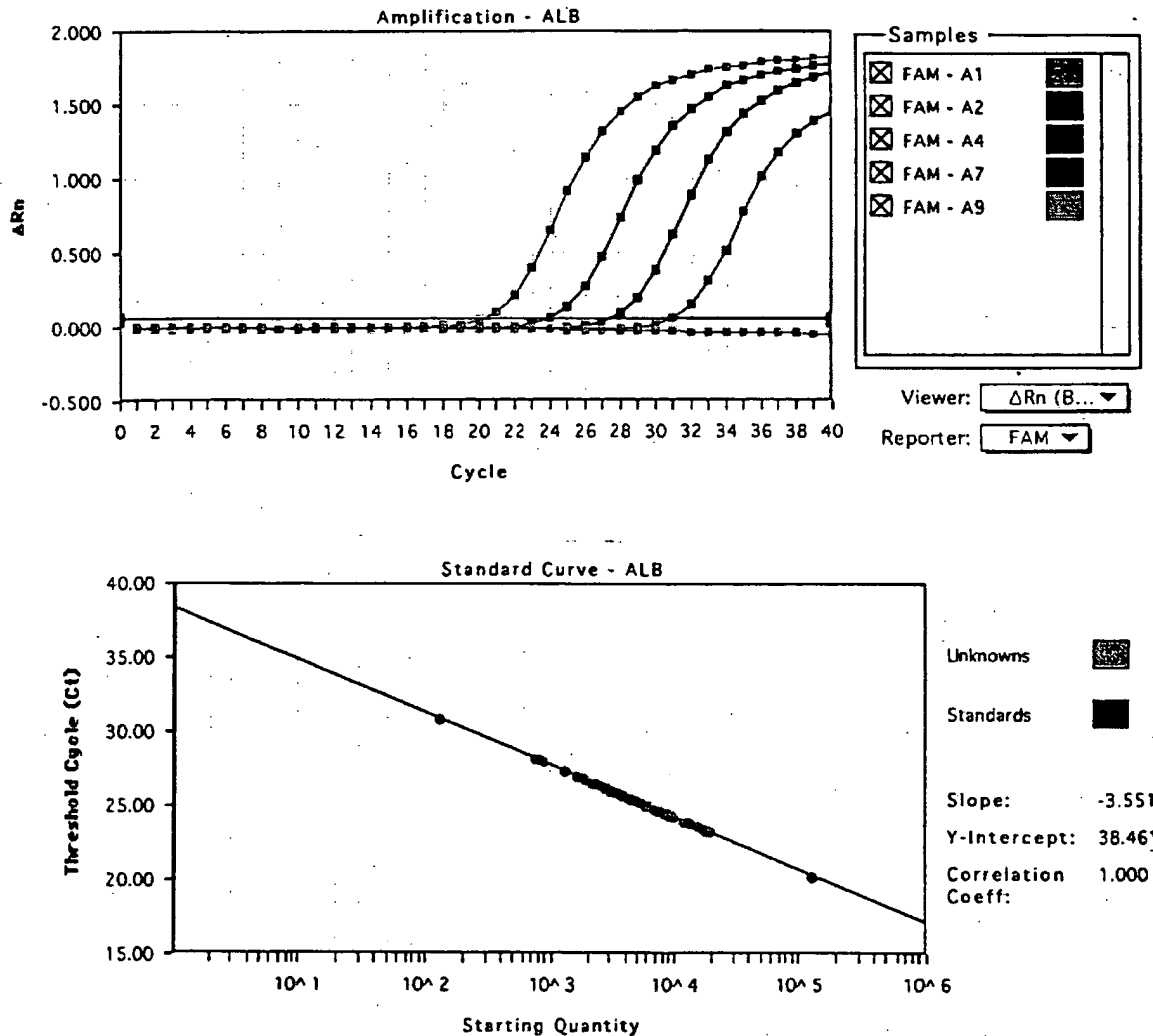 Amplification - ALB
2.000
1.500
1.000
0.500
0.000
-0.500
ΔRn
0 2 4 6 8 10 12 14 16 18 20 22 24 26 28 30 32 34 36 38 40
Cycle
Samples
FAM - A1
FAM - A2
FAM - A4
FAM - A7
FAM - A9
Viewer: ΔRn (B... ▼
Reporter: FAM ▼
Standard Curve - ALB
40.00
35.00
30.00
25.00
20.00
15.00
Threshold Cycle (Ct)
10^1 10^2 10^3 10^4 10^5 10^6
Starting Quantity
Unknowns
Standards
Slope: -3.551
Y-Intercept: 38.46
Correlation 1.000
Coeff: